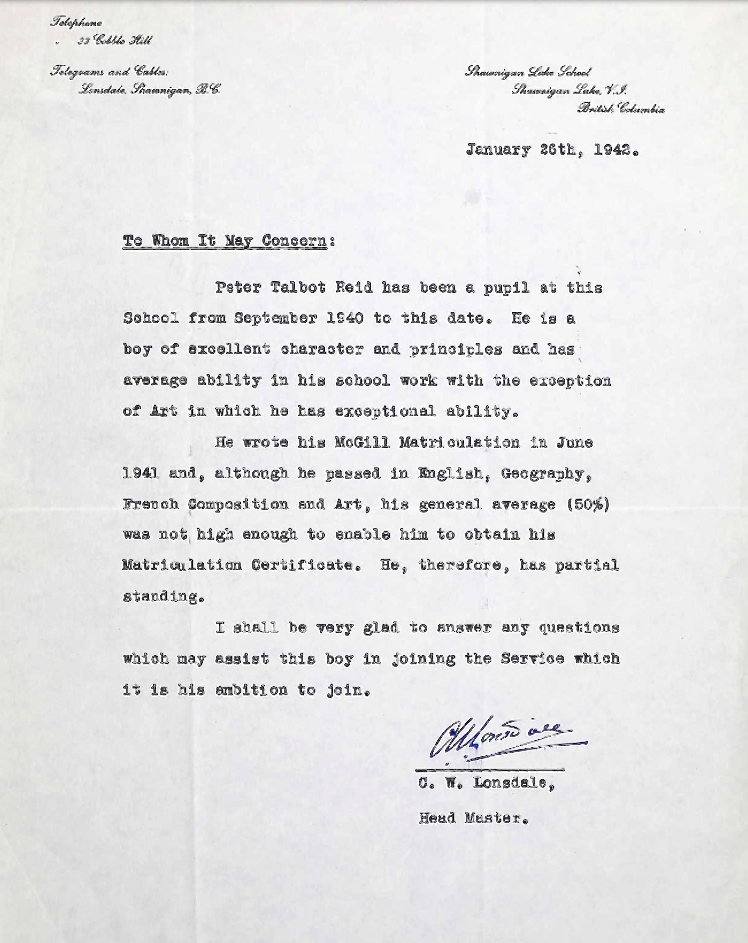 Telephone
33 Cobble Hill
Telegrams and Cables:
Lonsdale, Shawnigan, B.C.
Shawnigan Lake School
Shawnigan Lake, V.I.
British Columbia
January 26th, 1942.
To Whom It May Concern:
Peter Talbot Reid has been a pupil at this
School from September 1940 to this date. He is a
boy of excellent character and principles and has
average ability in his school work with the exception
of Art in which he has exceptional ability.
He wrote his McGill Matriculation in June
1941 and, although he passed in English, Geography,
French Composition and Art, his general average (50%)
was not high enough to enable him to obtain his
Matriculation Certificate. He, therefore, has partial
standing.
I shall be very glad to answer any questions
which may assist this boy in joining the Service which
it is his ambition to join.
CWLonsdale
C. W. Lonsdale,
Head Master.